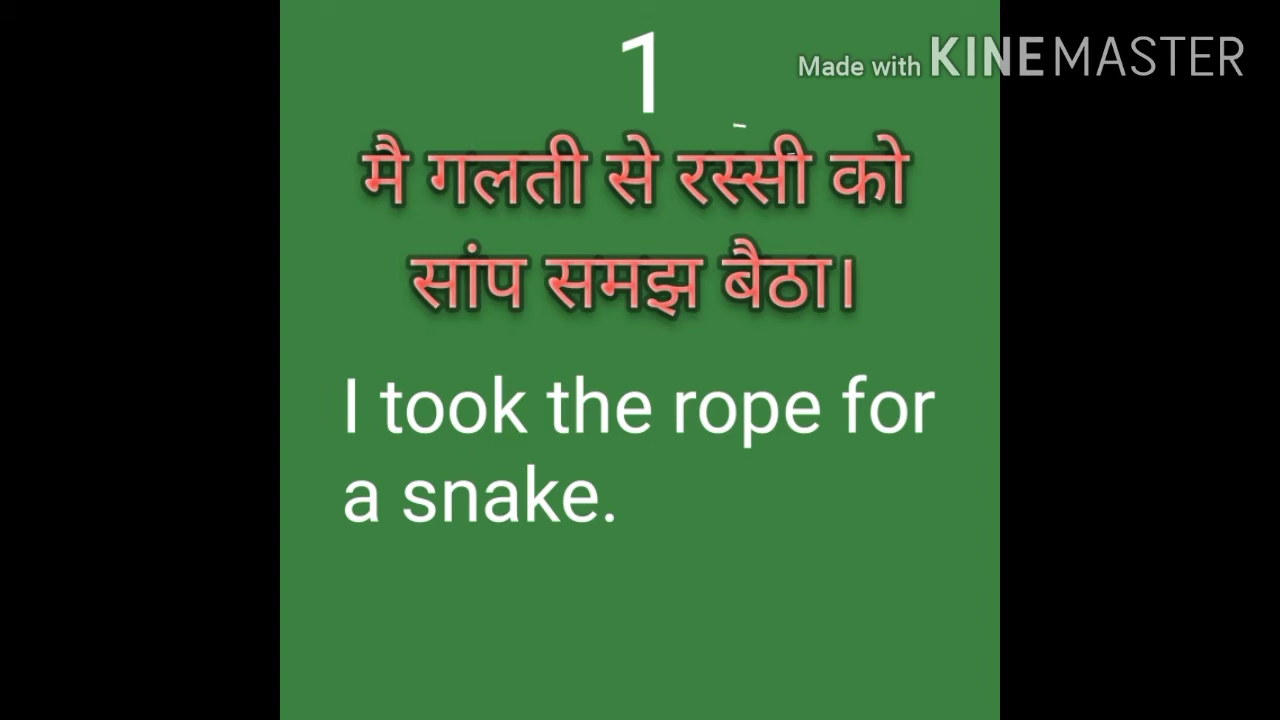 1
Made with KINEMASTER
मै गलती से रस्सी को
सांप समझ बैठा।
I took the rope for
a snake.